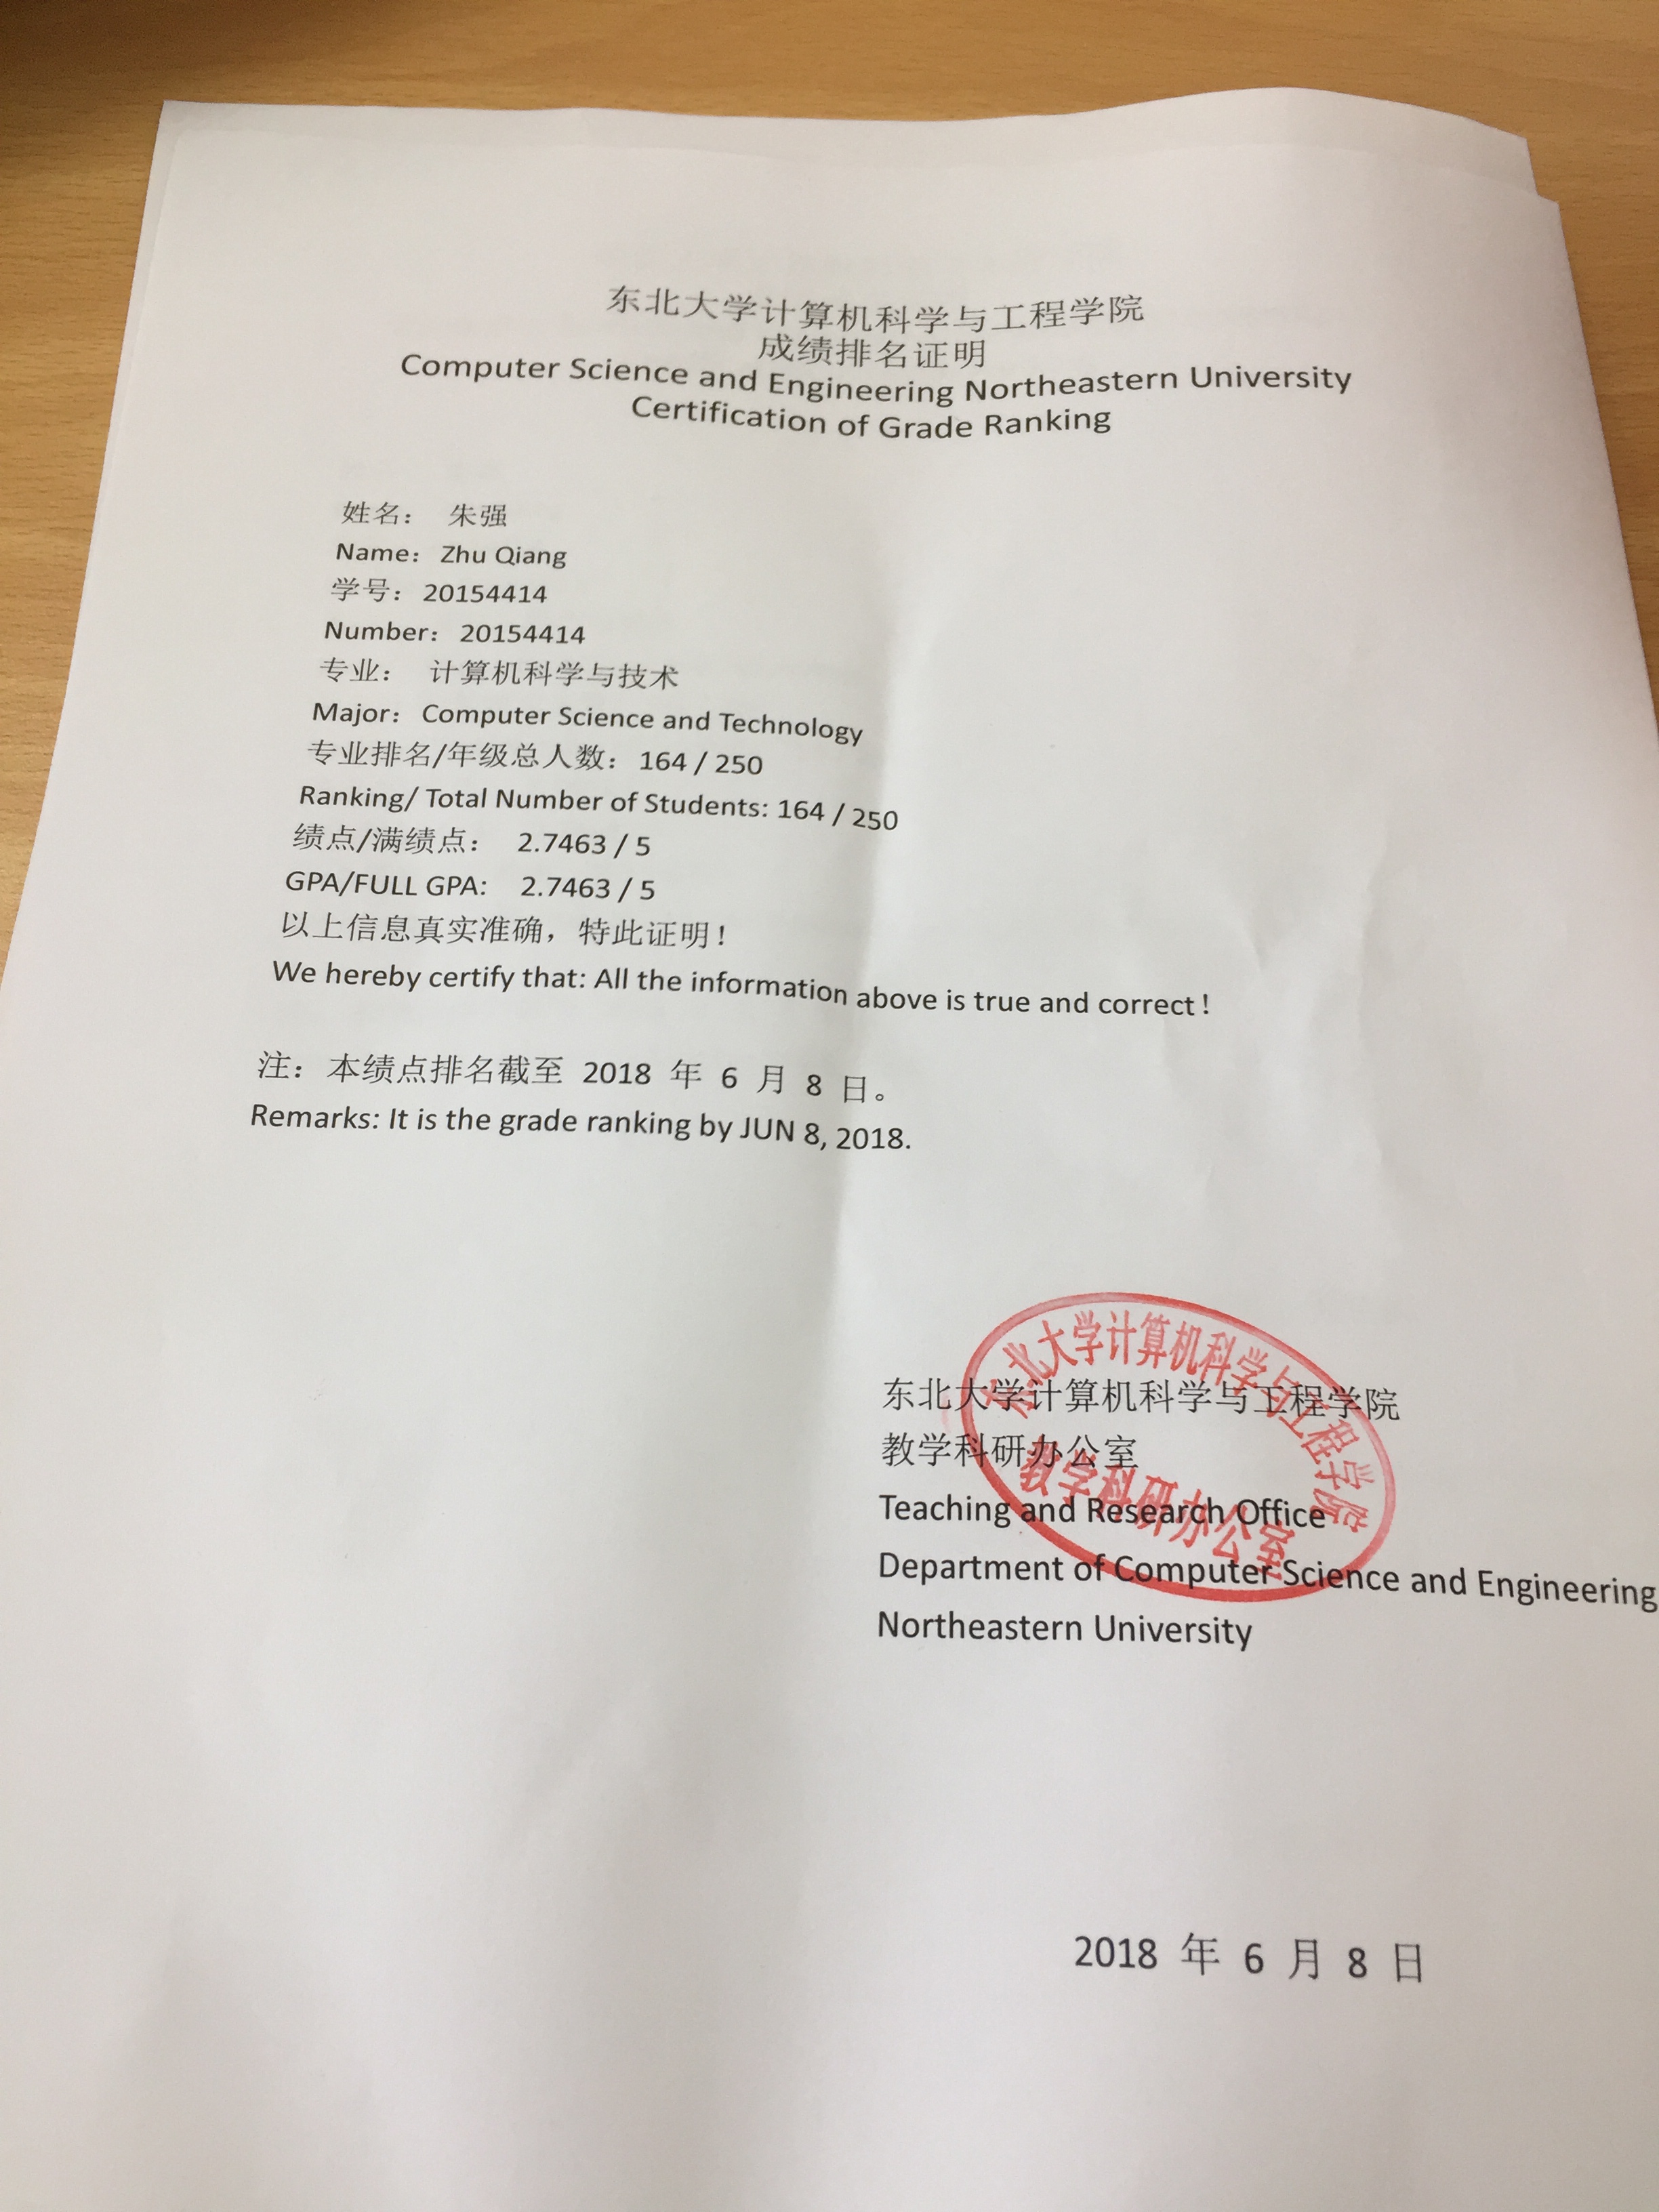 东北大学计算机科学与工程学院
成绩排名证明
Computer Science and Engineering Northeastern University
Certification of Grade Ranking
姓名： 朱强
Name：Zhu Qiang
学号：20154414
Number：20154414
专业： 计算机科学与技术
Major：Computer Science and Technology
专业排名/年级总人数：164 / 250
Ranking/ Total Number of Students: 164 / 250
绩点/满绩点： 2.7463 / 5
GPA/FULL GPA: 2.7463 / 5
以上信息真实准确，特此证明！
We hereby certify that: All the information above is true and correct！
注：本绩点排名截至 2018 年 6 月 8 日。
Remarks: It is the grade ranking by JUN 8, 2018.
东北大学计算机科学与工程学院
教学科研办公室
Teaching and Research Office
Department of Computer Science and Engineering
Northeastern University
东北大学计算机科学与工程学院
教学科研办公室
2018 年 6 月 8 日